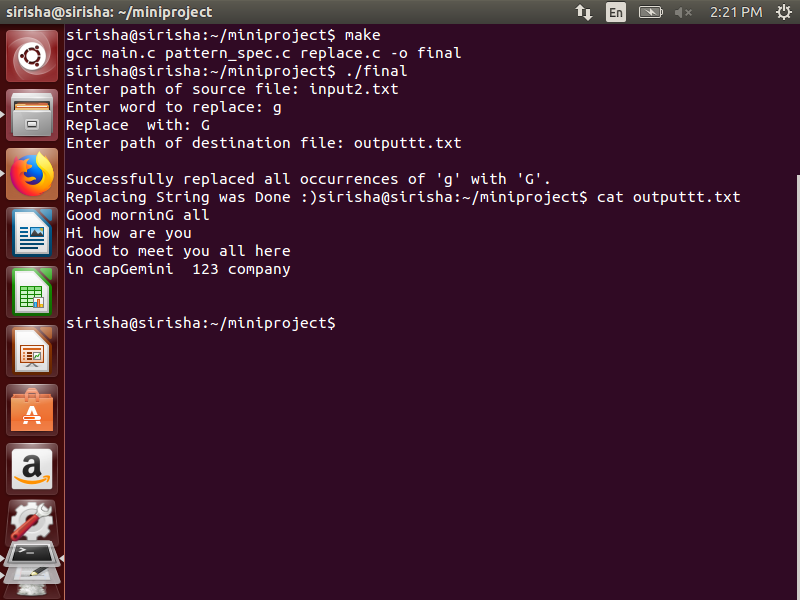 sirisha@sirisha: ~/miniproject
En
2:21 PM
sirisha@sirisha:~/miniproject$ make
gcc main.c pattern_spec.c replace.c -o final
sirisha@sirisha:~/miniproject$ ./final
Enter path of source file: input2.txt
Enter word to replace: g
Replace  with: G
Enter path of destination file: outputtt.txt
Successfully replaced all occurrences of 'g' with 'G'.
Replacing String was Done :)sirisha@sirisha:~/miniproject$ cat outputtt.txt
Good morninG all
Hi how are you
Good to meet you all here
in capGemini  123 company
sirisha@sirisha:~/miniproject$